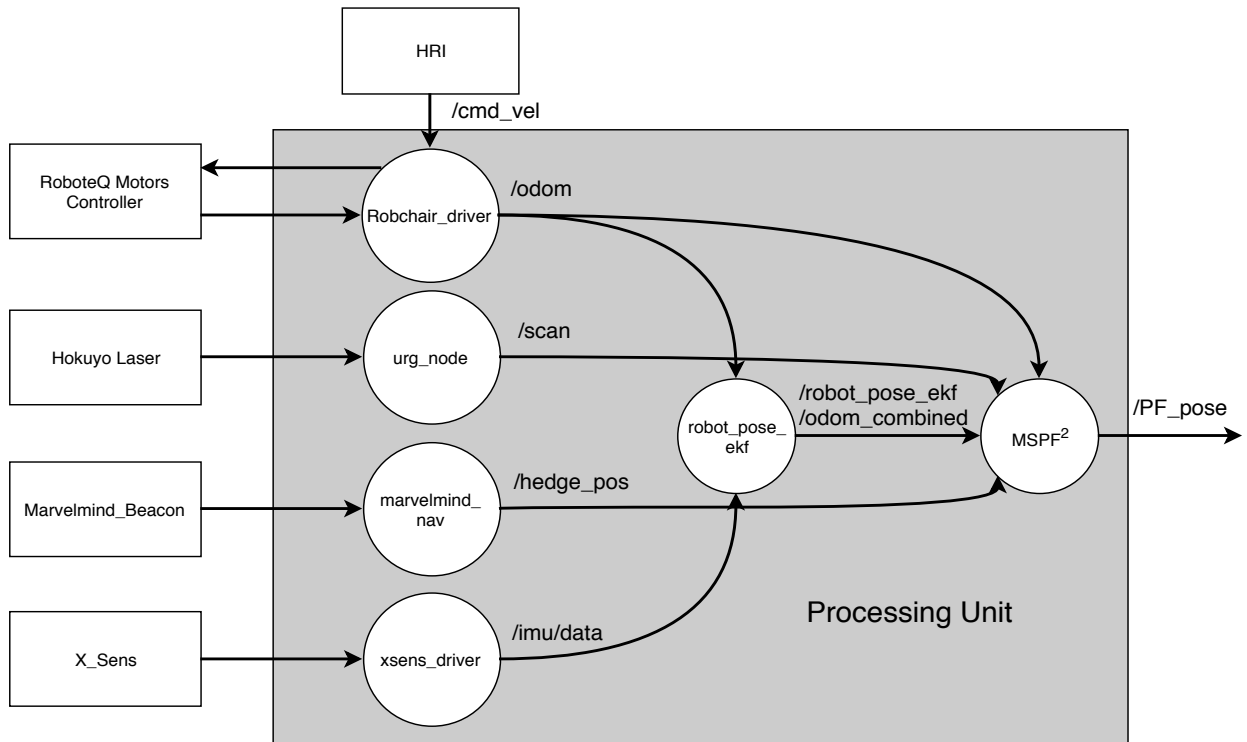 HRI
/cmd_vel
RoboteQ Motors
Controller
Robchair_driver
/odom
Hokuyo Laser
urg_node
/scan
robot_pose_
ekf
/robot_pose_ekf
/odom_combined
MSPF²
/PF_pose
Marvelmind_Beacon
marvelmind_
nav
/hedge_pos
X_Sens
xsens_driver
/imu/data
Processing Unit